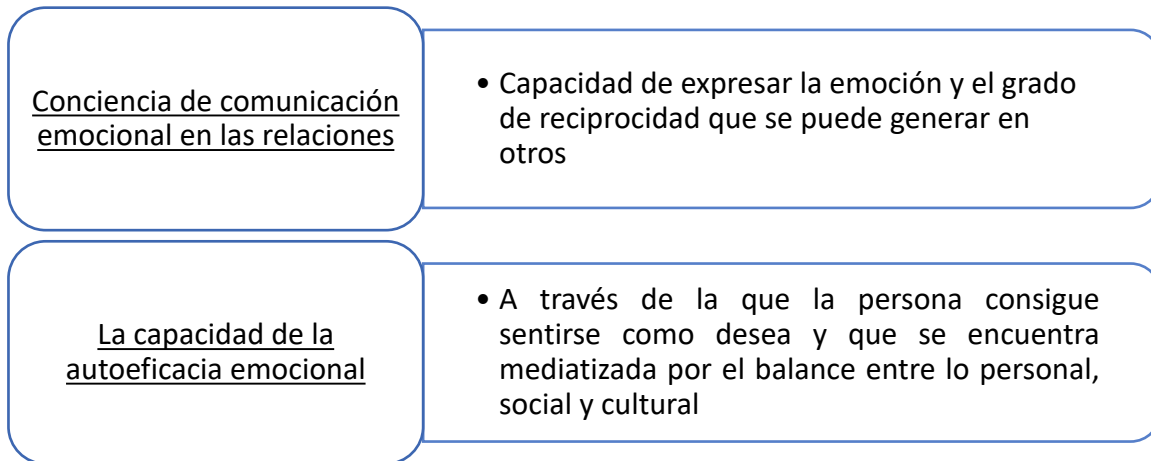 Conciencia de comunicación
emocional en las relaciones
• Capacidad de expresar la emoción y el grado
de reciprocidad que se puede generar en
otros
La capacidad de la
autoeficacia emocional
• A través de la que la persona consigue
sentirse como desea y que se encuentra
mediatizada por el balance entre lo personal,
social y cultural